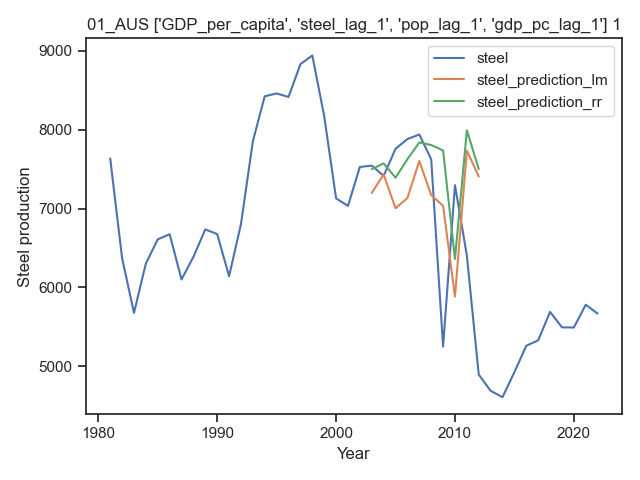 01_AUS ['GDP_per_capita', 'steel_lag_1', 'pop_lag_1', 'gdp_pc_lag_1'] 1
steel
steel_prediction_lm
steel_prediction_rr
9000
8000
7000
6000
5000
Steel production
1980
1990
2000
2010
2020
Year